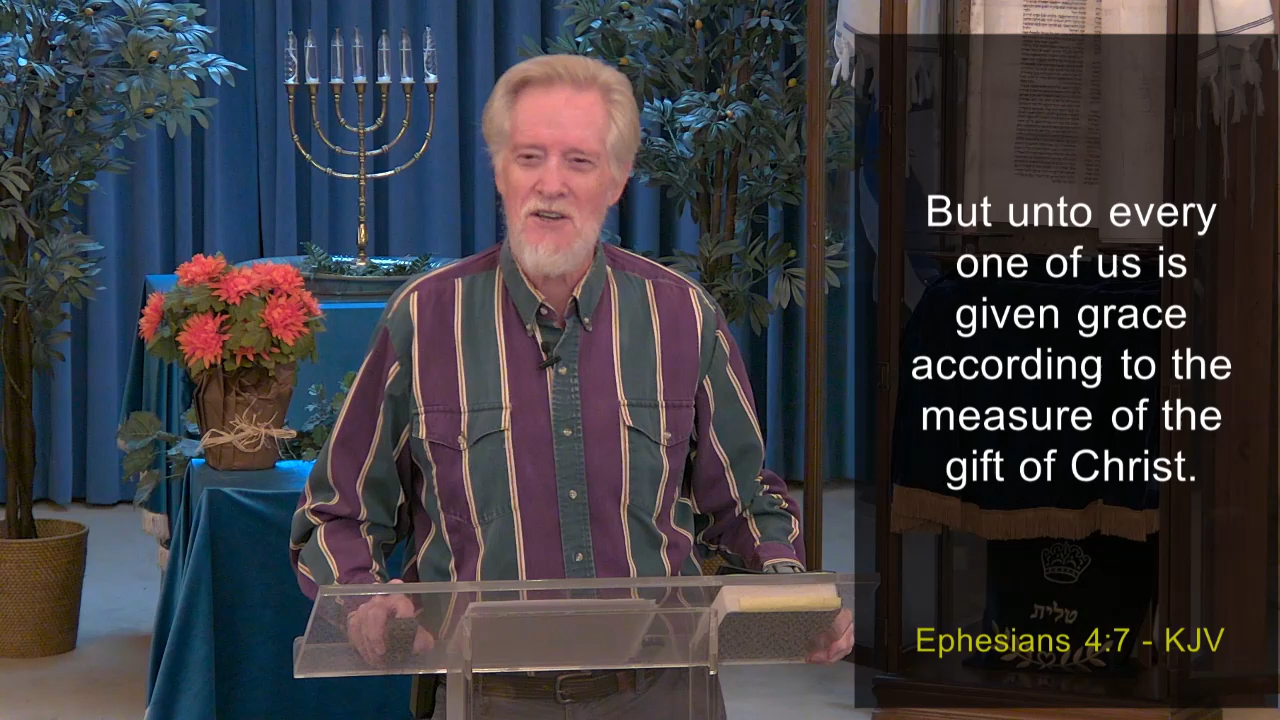 But unto every
one of us is
given grace
according to the
measure of the
gift of Christ.
טלית
Ephesians 4:7 - KJV